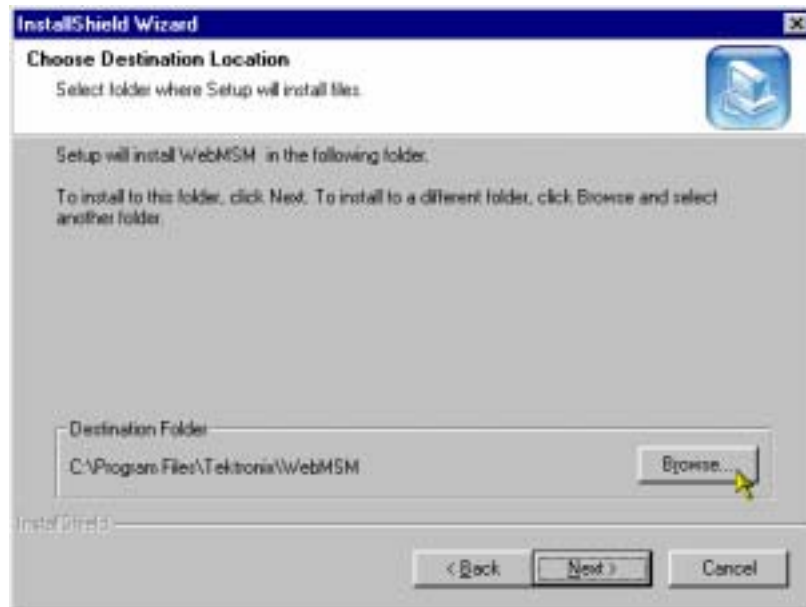 InstallShield Wizard
Choose Destination Location
Select folder where Setup will install files.
Setup will install WebMSM in the following folder.
To install to this folder, click Next. To install to a different folder, click Browse and select
another folder.
Destination Folder
C:\Program Files\Tektronix\WebMSM
Browse...
InstallShield
< Back
Next >
Cancel